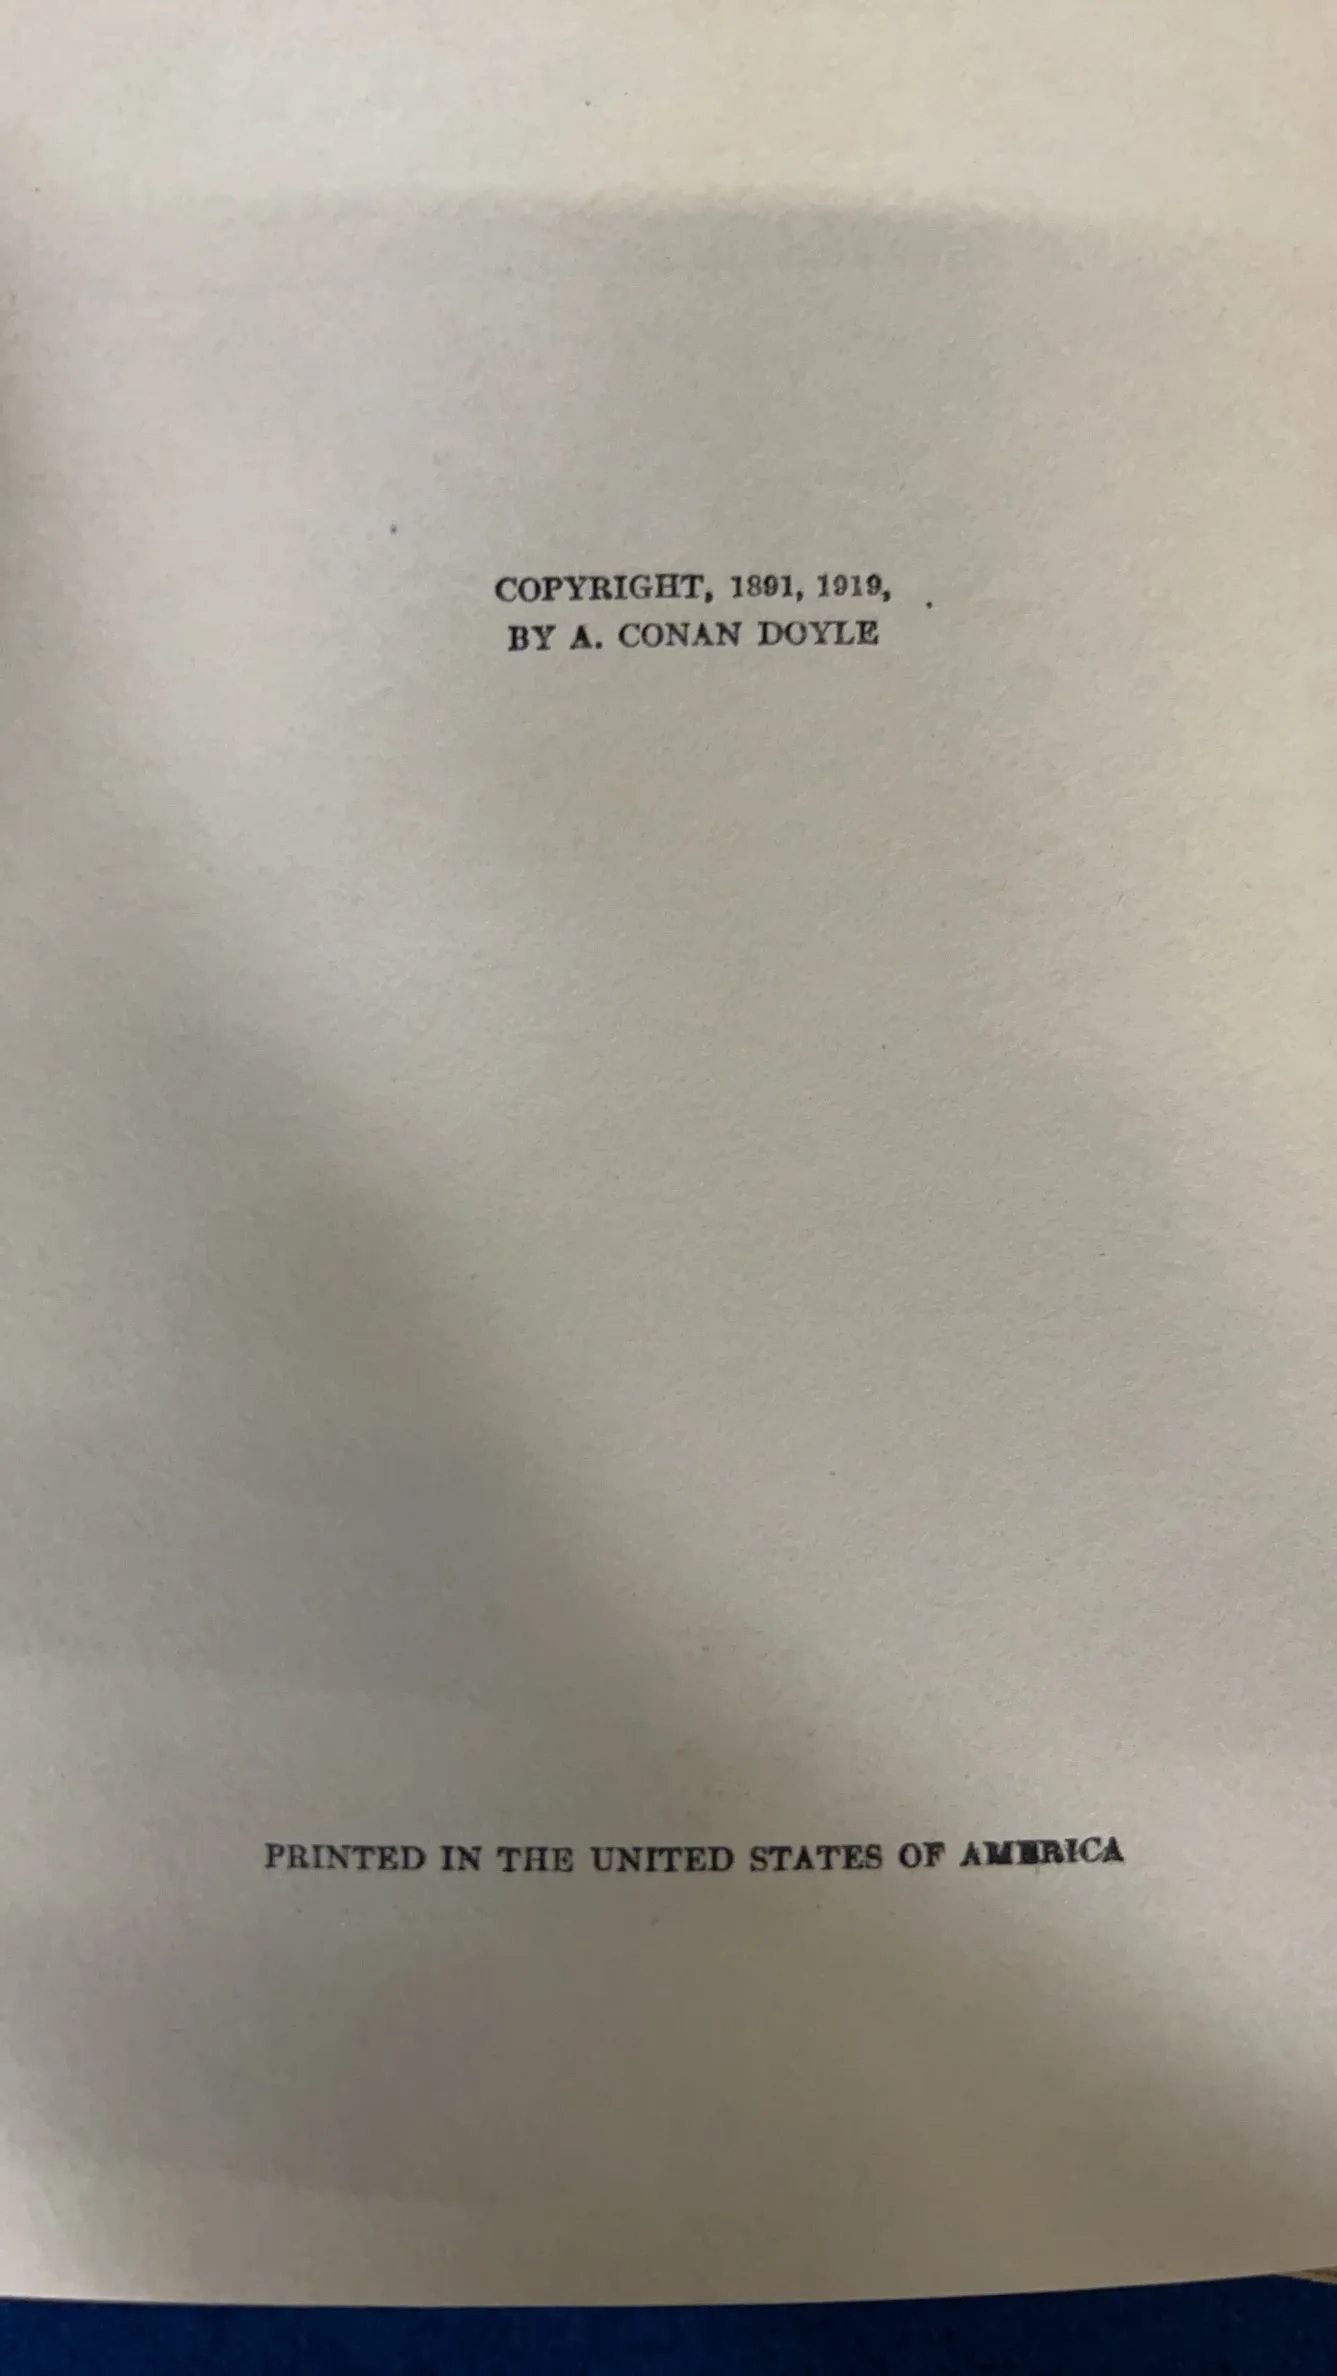 COPYRIGHT, 1891, 1919,
BY A. CONAN DOYLE
PRINTED IN THE UNITED STATES OF AMERICA